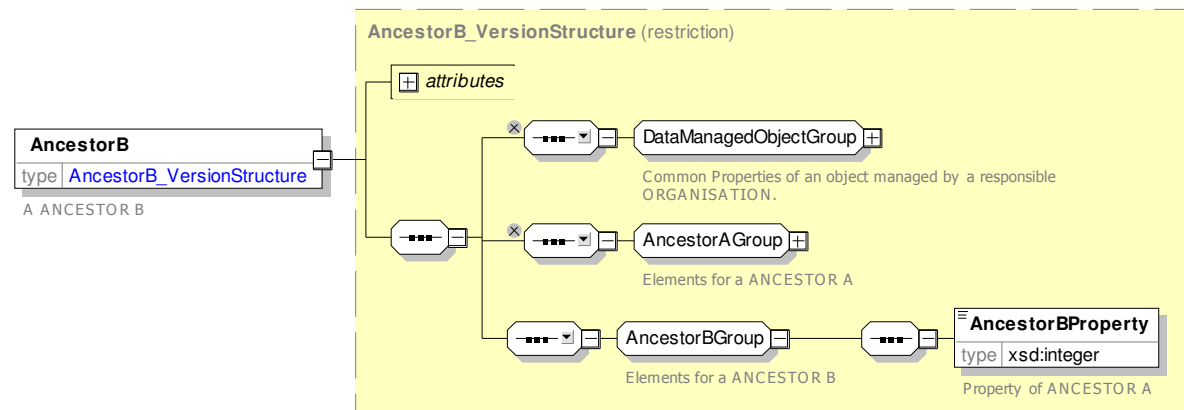 AncestorB_VersionStructure (restriction)
attributes
AncestorB
type AncestorB_VersionStructure
A ANCESTOR B
DataManagedObjectGroup
Common Properties of an object managed by a responsible
ORGANISATION.
AncestorAGroup
Elements for a ANCESTOR A
AncestorBGroup
Elements for a ANCESTOR B
AncestorBProperty
type xsd:integer
Property of ANCESTOR A